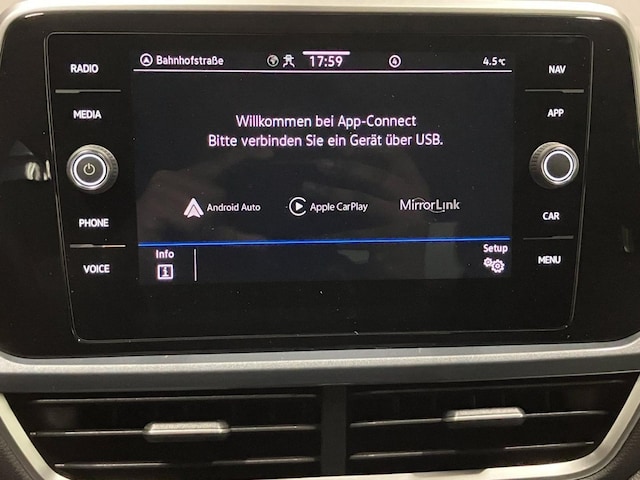 RADIO
MEDIA
PHONE
VOICE
Bahnhofstraße 17:59 4.5°C
Willkommen bei App-Connect
Bitte verbinden Sie ein Gerät über USB.
Android Auto Apple CarPlay MirrorLink
Info Setup
NAV
APP
CAR
MENU